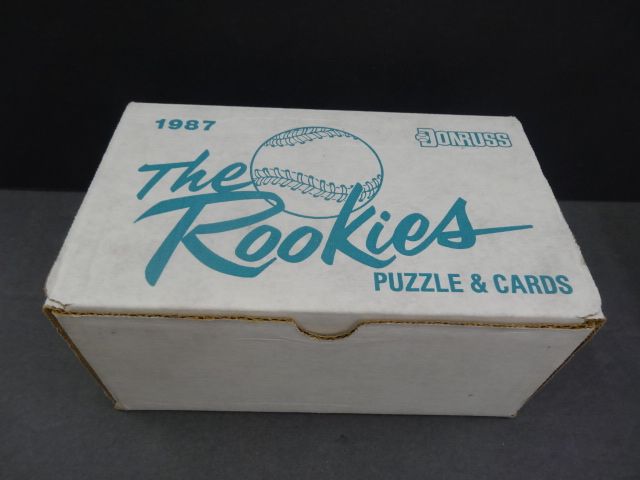 1987
DONRUSS
The
Rookies
PUZZLE & CARDS